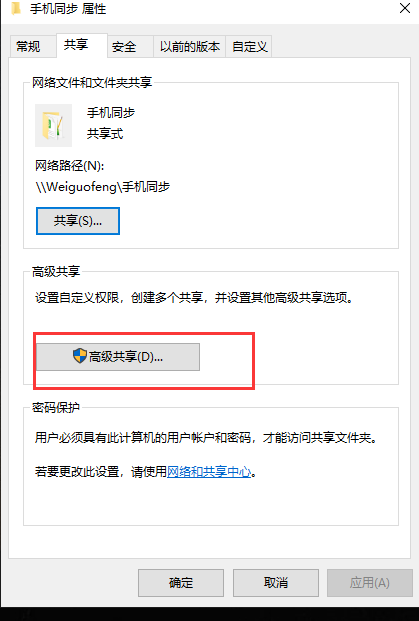 手机同步 属性
常规 共享 安全 以前的版本 自定义
网络文件和文件夹共享
手机同步
共享式
网络路径(N):
\\Weiguofeng\手机同步
共享(S)...
高级共享
设置自定义权限，创建多个共享，并设置其他高级共享选项。
高级共享(D)...
密码保护
用户必须具有此计算机的用户帐户和密码，才能访问共享文件夹。
若要更改此设置，请使用网络和共享中心。
确定 取消 应用(A)